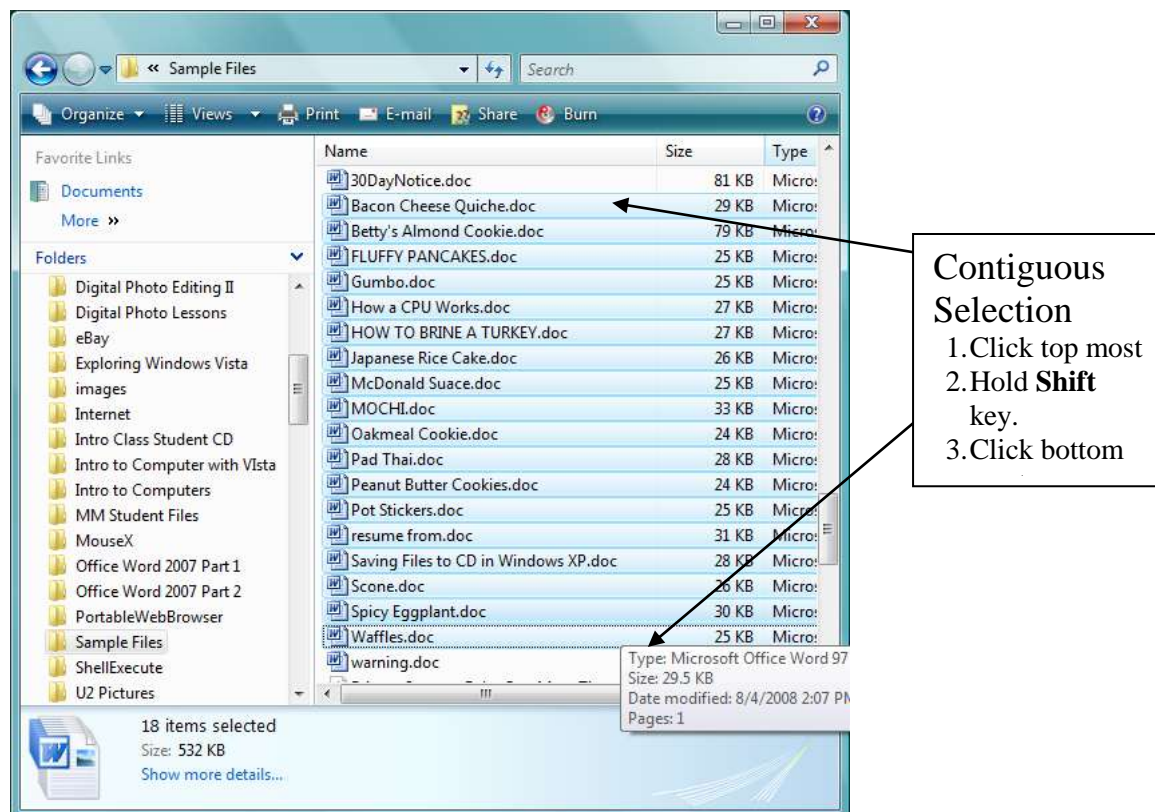 « Sample Files
Search
Organize Views Print E-mail Share Burn
Favorite Links
Documents
More »
Folders
Digital Photo Editing II
Digital Photo Lessons
eBay
Exploring Windows Vista
images
Internet
Intro Class Student CD
Intro to Computer with VIsta
Intro to Computers
MM Student Files
MouseX
Office Word 2007 Part 1
Office Word 2007 Part 2
PortableWebBrowser
Sample Files
ShellExecute
U2 Pictures
Name Size Type
30DayNotice.doc 81 KB Micros
Bacon Cheese Quiche.doc 29 KB Micros
Betty's Almond Cookie.doc 79 KB Micros
FLUFFY PANCAKES.doc 25 KB Micros
Gumbo.doc 25 KB Micros
How a CPU Works.doc 27 KB Micros
HOW TO BRINE A TURKEY.doc 27 KB Micros
Japanese Rice Cake.doc 26 KB Micros
McDonald Suace.doc 25 KB Micros
MOCHI.doc 33 KB Micros
Oakmeal Cookie.doc 24 KB Micros
Pad Thai.doc 28 KB Micros
Peanut Butter Cookies.doc 24 KB Micros
Pot Stickers.doc 25 KB Micros
resume from.doc 31 KB Micros
Saving Files to CD in Windows XP.doc 28 KB Micros
Scone.doc 26 KB Micros
Spicy Eggplant.doc 30 KB Micros
Waffles.doc 25 KB Micros
warning.doc
Type: Microsoft Office Word 97
Size: 29.5 KB
Date modified: 8/4/2008 2:07 PM
Pages: 1
18 items selected
Size: 532 KB
Show more details...
Contiguous
Selection
1.Click top most
2.Hold Shift
key.
3.Click bottom